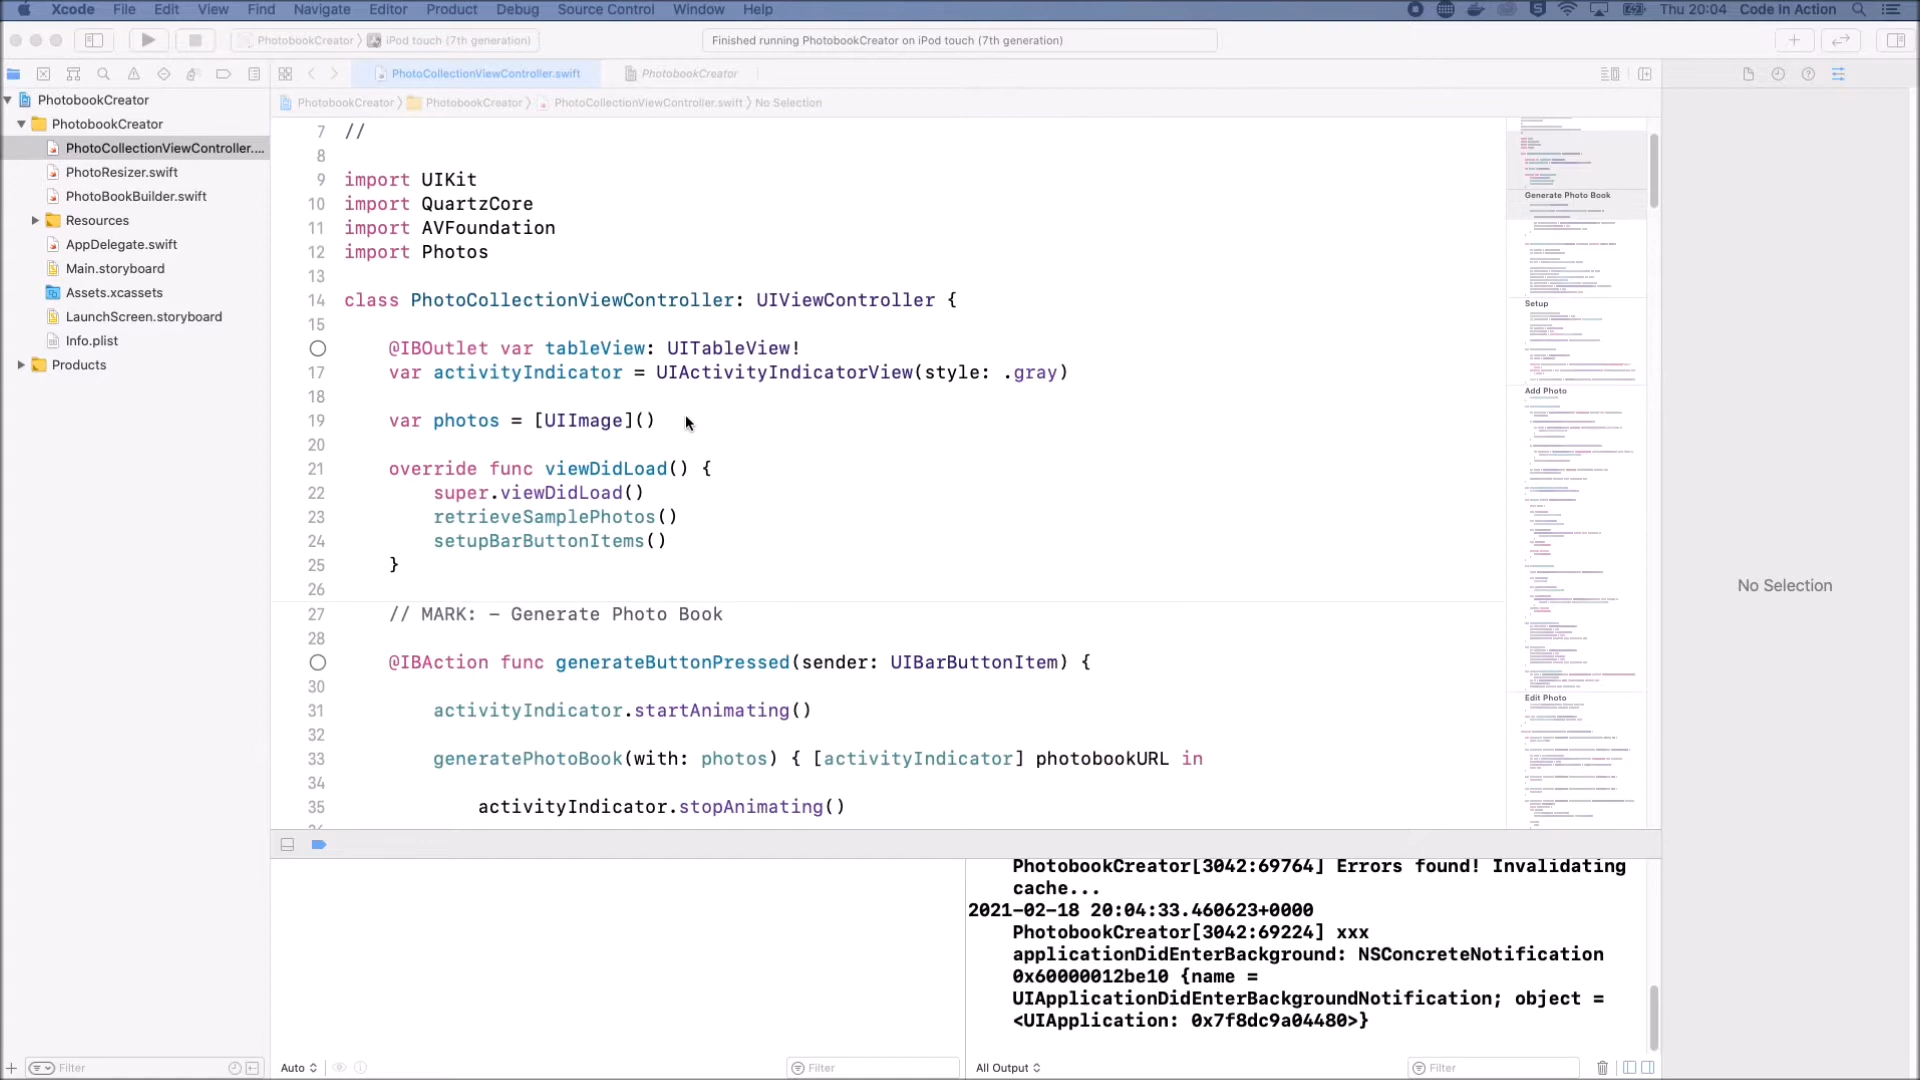 Xcode File Edit View Find Navigate Editor Product Debug Source Control Window Help Thu 20:04 Code In Action
PhotobookCreator iPod touch (7th generation) Finished running PhotobookCreator on iPod touch (7th generation)
PhotoCollectionViewController.swift PhotobookCreator
PhotobookCreator PhotobookCreator PhotoCollectionViewController.swift No Selection
PhotobookCreator
PhotobookCreator
PhotoCollectionViewController....
PhotoResizer.swift
PhotoBookBuilder.swift
Resources
AppDelegate.swift
Main.storyboard
Assets.xcassets
LaunchScreen.storyboard
Info.plist
Products
Filter
7 //
8
9 import UIKit
10 import QuartzCore
11 import AVFoundation
12 import Photos
13
14 class PhotoCollectionViewController: UIViewController {
15
@IBOutlet var tableView: UITableView!
17 var activityIndicator = UIActivityIndicatorView(style: .gray)
18
19 var photos = [UIImage]()
20
21 override func viewDidLoad() {
22 super.viewDidLoad()
23 retrieveSamplePhotos()
24 setupBarButtonItems()
25 }
26
27 // MARK: - Generate Photo Book
28
@IBAction func generateButtonPressed(sender: UIBarButtonItem) {
30
31 activityIndicator.startAnimating()
32
33 generatePhotoBook(with: photos) { [activityIndicator] photobookURL in
34
35 activityIndicator.stopAnimating()
Generate Photo Book
Setup
Add Photo
Edit Photo
No Selection
PhotobookCreator[3042:69764] Errors found! Invalidating
cache...
2021-02-18 20:04:33.460623+0000
PhotobookCreator[3042:69224] xxx
applicationDidEnterBackground: NSConcreteNotification
0x60000012be10 {name =
UIApplicationDidEnterBackgroundNotification; object =
<UIApplication: 0x7f8dc9a04480>}
Auto Filter All Output Filter